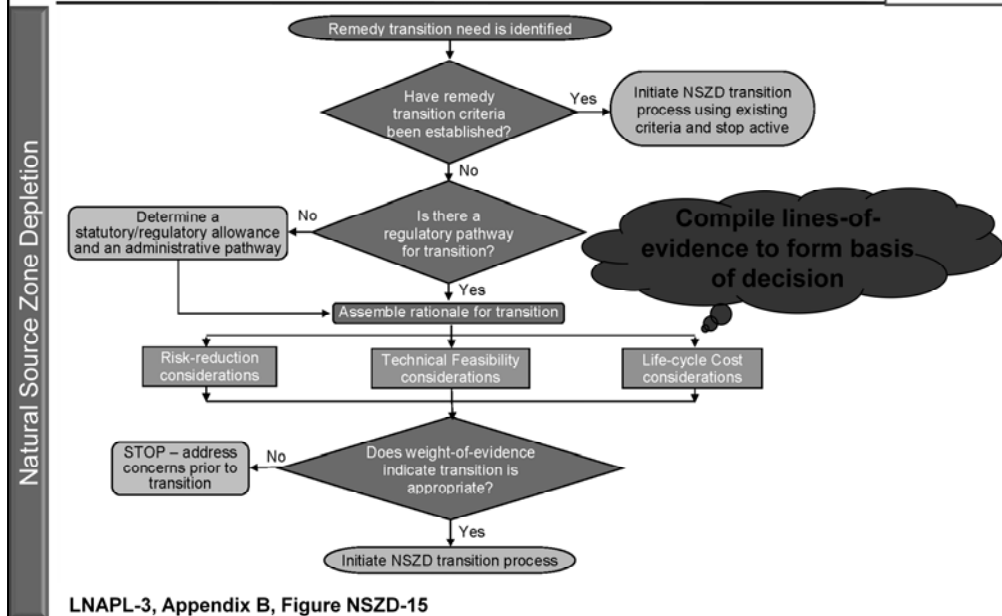 Natural Source Zone Depletion
Remedy transition need is identified
Have remedy
transition criteria
been established?
Yes
Initiate NSZD transition
process using existing
criteria and stop active
No
Is there a
regulatory pathway
for transition?
No
Determine a
statutory/regulatory allowance
and an administrative pathway
Compile lines-of-
evidence to form basis
of decision
Yes
Assemble rationale for transition
Risk-reduction
considerations
Technical Feasibility
considerations
Life-cycle Cost
considerations
Does weight-of-evidence
indicate transition is
appropriate?
No
STOP – address
concerns prior to
transition
Yes
Initiate NSZD transition process
LNAPL-3, Appendix B, Figure NSZD-15